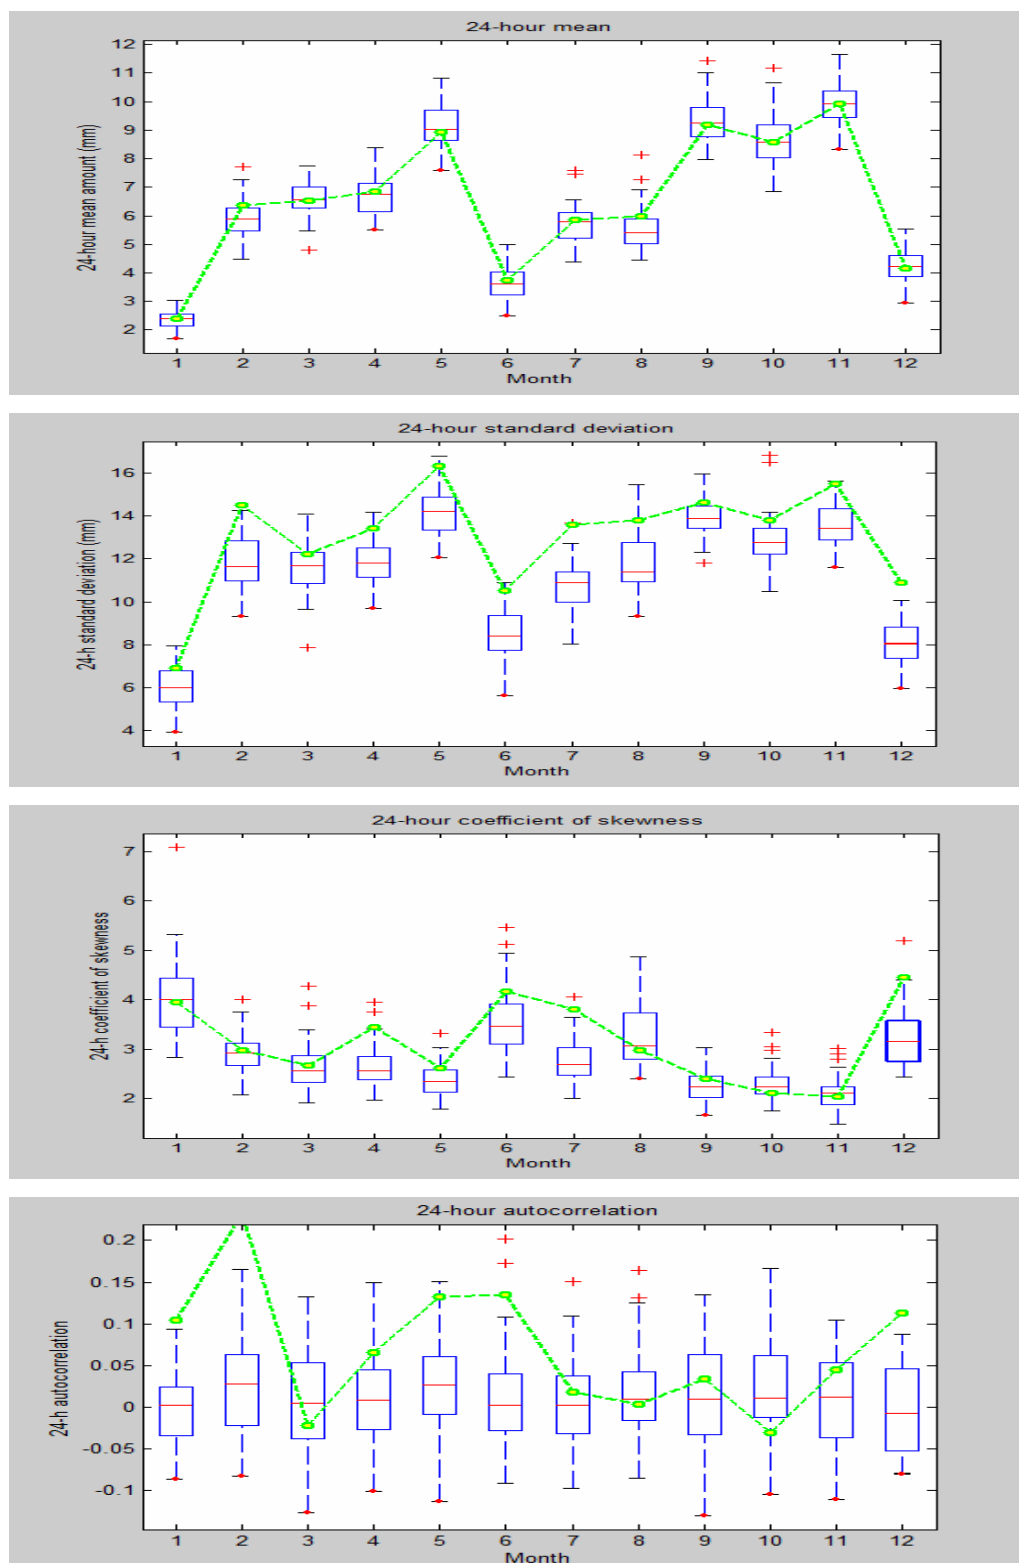 24-hour mean
24-hour mean amount (mm)
12
11
10
9
8
7
6
5
4
3
2
1 2 3 4 5 6 7 8 9 10 11 12
Month
24-hour standard deviation
24-h standard deviation (mm)
16
14
12
10
8
6
4
1 2 3 4 5 6 7 8 9 10 11 12
Month
24-hour coefficient of skewness
24-h coefficient of skewness
7
6
5
4
3
2
1 2 3 4 5 6 7 8 9 10 11 12
Month
24-hour autocorrelation
24-h autocorrelation
0.2
0.15
0.1
0.05
0
-0.05
-0.1
1 2 3 4 5 6 7 8 9 10 11 12
Month